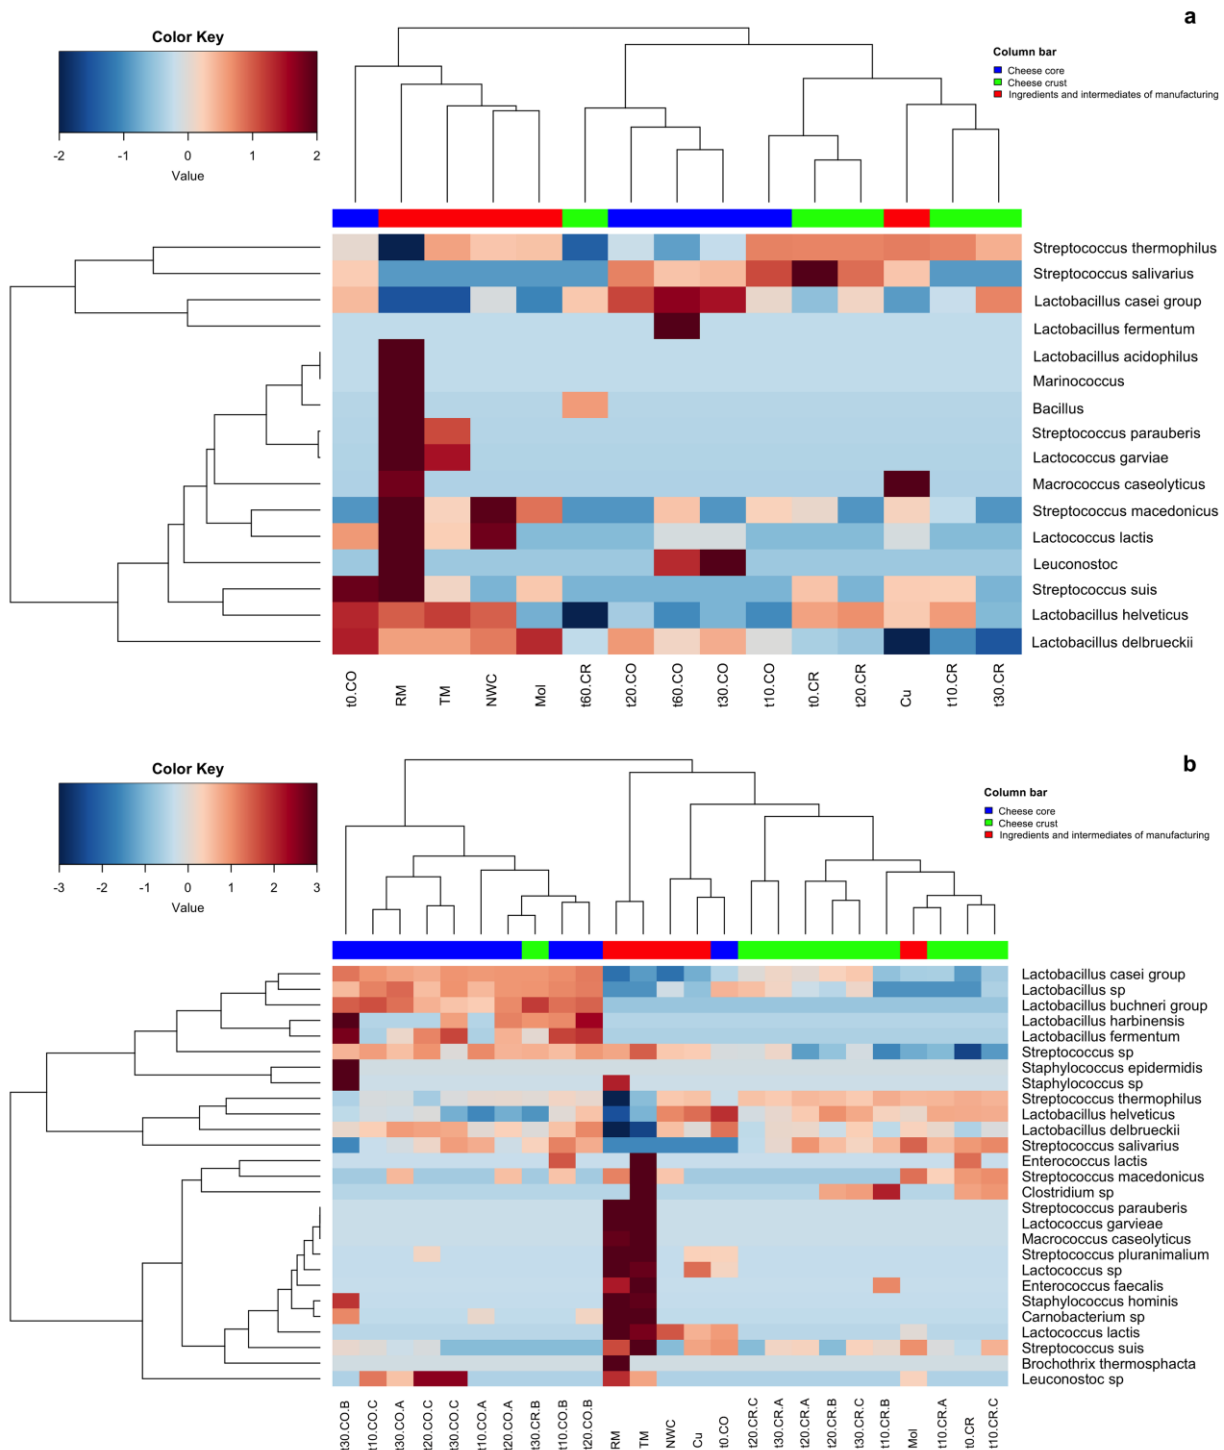 a
Color Key
-2 -1 0 1 2
Value
Column bar
Cheese core
Cheese crust
Ingredients and intermediates of manufacturing
Streptococcus thermophilus
Streptococcus salivarius
Lactobacillus casei group
Lactobacillus fermentum
Lactobacillus acidophilus
Marinococcus
Bacillus
Streptococcus parauberis
Lactococcus garviae
Macrococcus caseolyticus
Streptococcus macedonicus
Lactococcus lactis
Leuconostoc
Streptococcus suis
Lactobacillus helveticus
Lactobacillus delbrueckii
t0.CO RM TM NWC Mol t60.CR t20.CO t60.CO t30.CO t10.CO t0.CR t20.CR Cu t10.CR t30.CR
b
Color Key
-3 -2 -1 0 1 2 3
Value
Column bar
Cheese core
Cheese crust
Ingredients and intermediates of manufacturing
Lactobacillus casei group
Lactobacillus sp
Lactobacillus buchneri group
Lactobacillus harbinensis
Lactobacillus fermentum
Streptococcus sp
Staphylococcus epidermidis
Staphylococcus sp
Streptococcus thermophilus
Lactobacillus helveticus
Lactobacillus delbrueckii
Streptococcus salivarius
Enterococcus lactis
Streptococcus macedonicus
Clostridium sp
Streptococcus parauberis
Lactococcus garvieae
Macrococcus caseolyticus
Streptococcus pluranimalium
Lactococcus sp
Enterococcus faecalis
Staphylococcus hominis
Carnobacterium sp
Lactococcus lactis
Streptococcus suis
Brochothrix thermosphacta
Leuconostoc sp
t30.CO.B t10.CO.C t30.CO.A t20.CO.C t30.CO.C t10.CO.A t20.CO.A t30.CR.B t10.CO.B t20.CO.B RM TM NWC Cu t0.CO t20.CR.C t30.CR.A t20.CR.A t20.CR.B t30.CR.C t10.CR.B Mol t10.CR.A t0.CR t10.CR.C